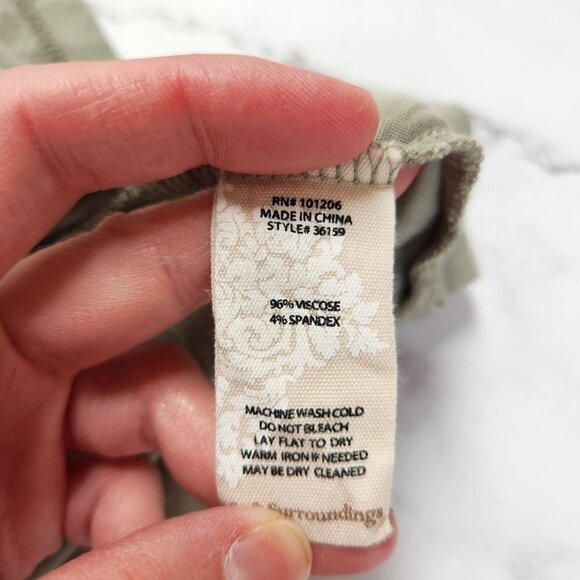 RN# 101206
MADE IN CHINA
STYLE# 36159
96% VISCOSE
4% SPANDEX
MACHINE WASH COLD
DO NOT BLEACH
LAY FLAT TO DRY
WARM IRON IF NEEDED
MAY BE DRY CLEANED
Surroundings